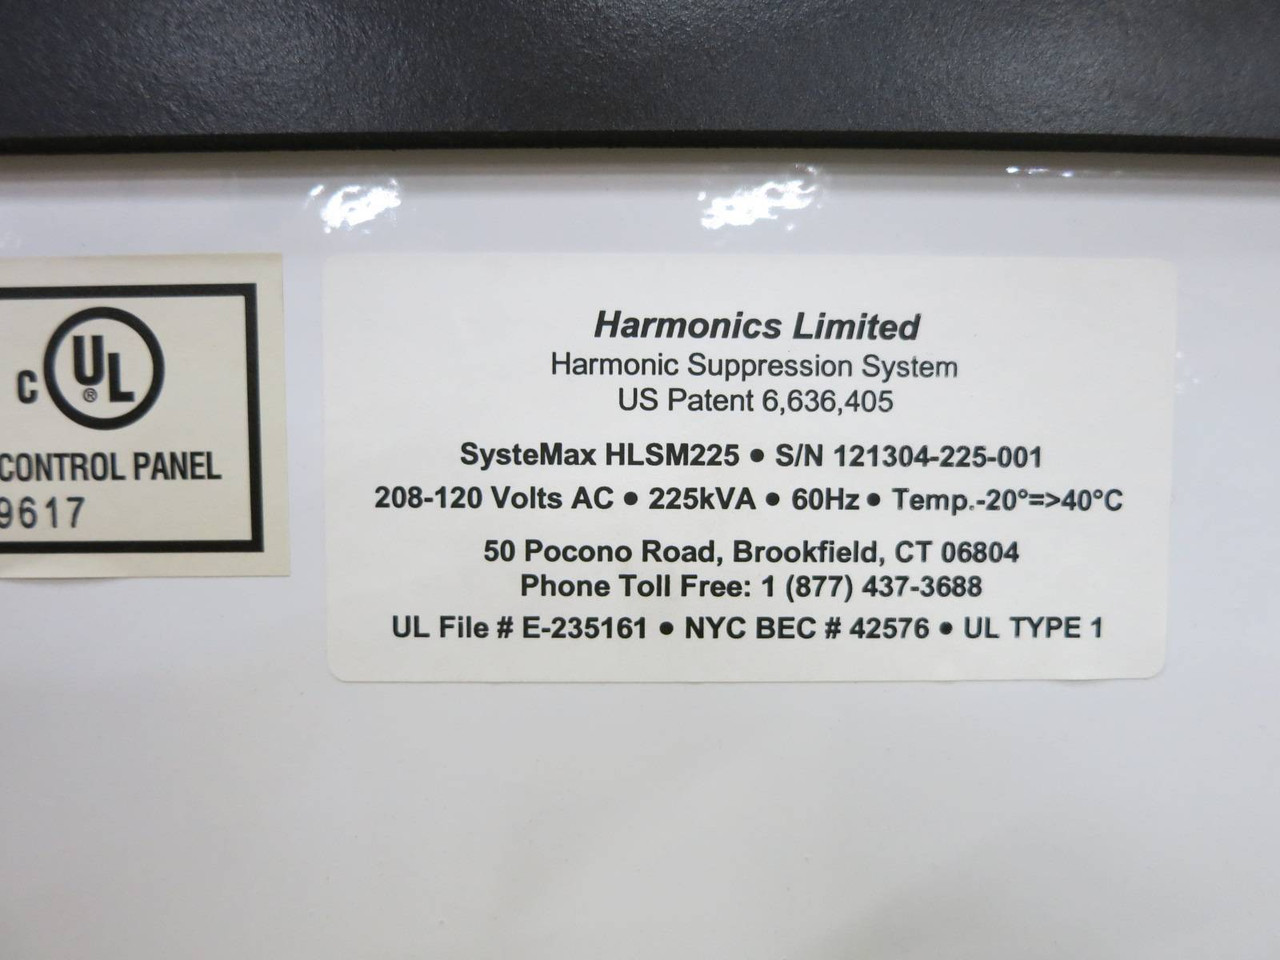 C UL ®
CONTROL PANEL
9617
Harmonics Limited
Harmonic Suppression System
US Patent 6,636,405
SysteMax HLSM225 • S/N 121304-225-001
208-120 Volts AC • 225kVA • 60Hz • Temp.-20°=>40°C
50 Pocono Road, Brookfield, CT 06804
Phone Toll Free: 1 (877) 437-3688
UL File # E-235161 • NYC BEC # 42576 • UL TYPE 1